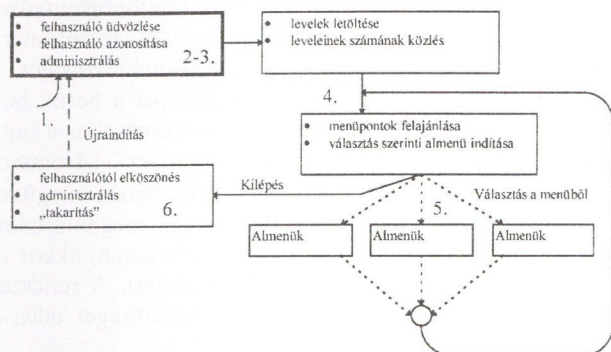 • felhasználó üdvözlése
• felhasználó azonosítása
• adminisztrálás 2-3.
• levelek letöltése
• leveleinek számának közlés
1.
Újraindítás
4.
• menüpontok felajánlása
• választás szerinti almenü indítása
• felhasználótól elköszönés
• adminisztrálás
• „takarítás” 6.
Kilépés
5.
Választás a menüből
Almenük
Almenük
Almenük